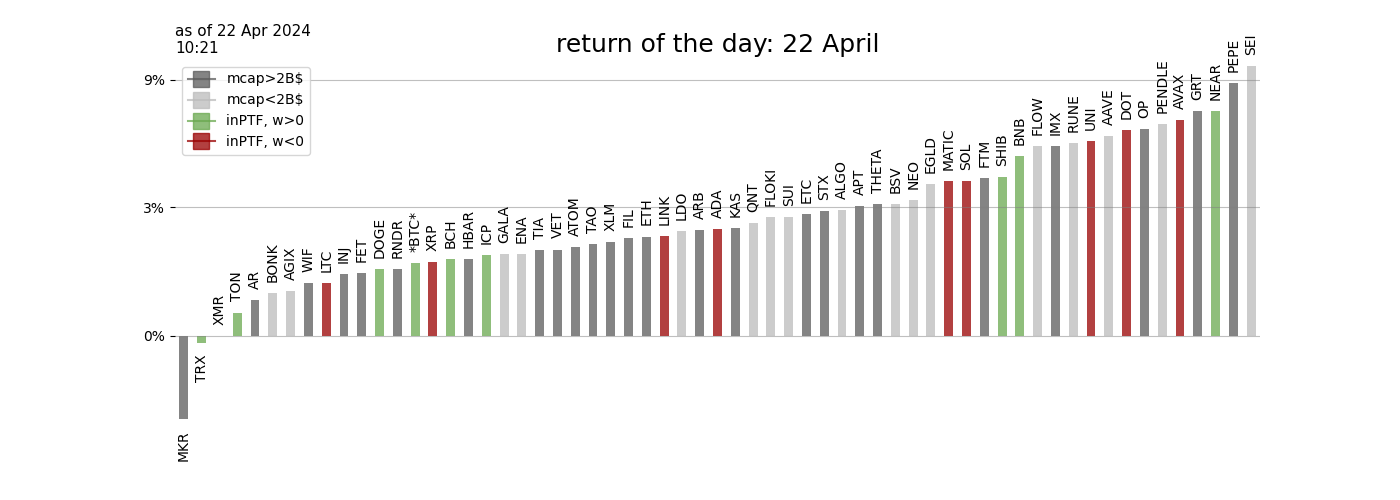 as of 22 Apr 2024
10:21
return of the day: 22 April
mcap>2B$
mcap<2B$
inPTF, w>0
inPTF, w<0
9%
3%
0%
MKR
TRX
XMR
TON
AR
BONK
AGIX
WIF
LTC
INJ
FET
DOGE
RNDR
*BTC*
XRP
BCH
HBAR
ICP
GALA
ENA
TIA
VET
ATOM
TAO
XLM
FIL
ETH
LINK
LDO
ARB
ADA
KAS
QNT
FLOKI
SUI
ETC
STX
ALGO
APT
THETA
BSV
NEO
EGLD
MATIC
SOL
FTM
SHIB
BNB
FLOW
IMX
RUNE
UNI
AAVE
DOT
OP
PENDLE
AVAX
GRT
NEAR
PEPE
SEI